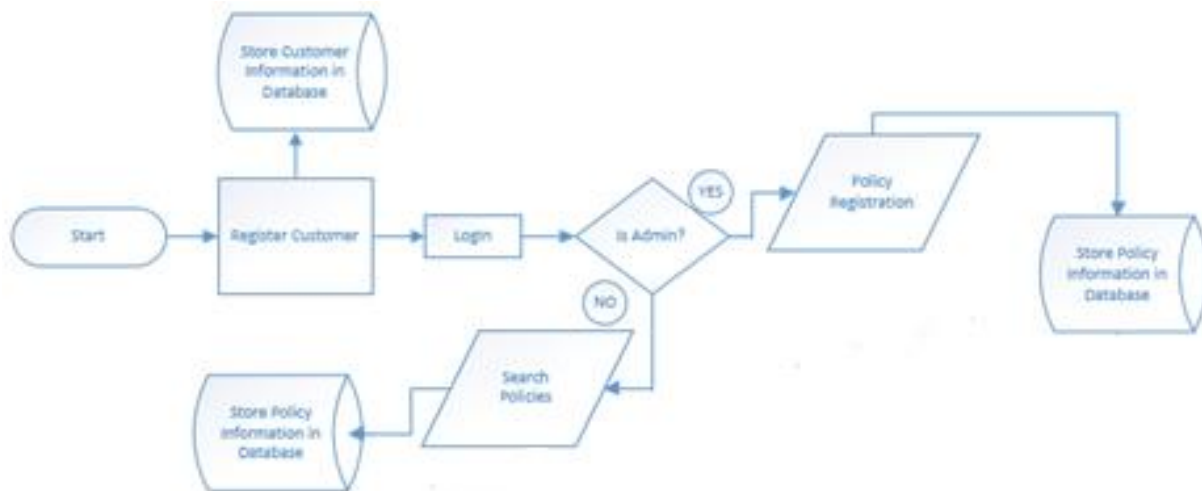 Store Customer
Information in
Database
Start
Register Customer
Login
Is Admin?
YES
Policy
Registration
Store Policy
Information in
Database
NO
Search
Policies
Store Policy
Information in
Database